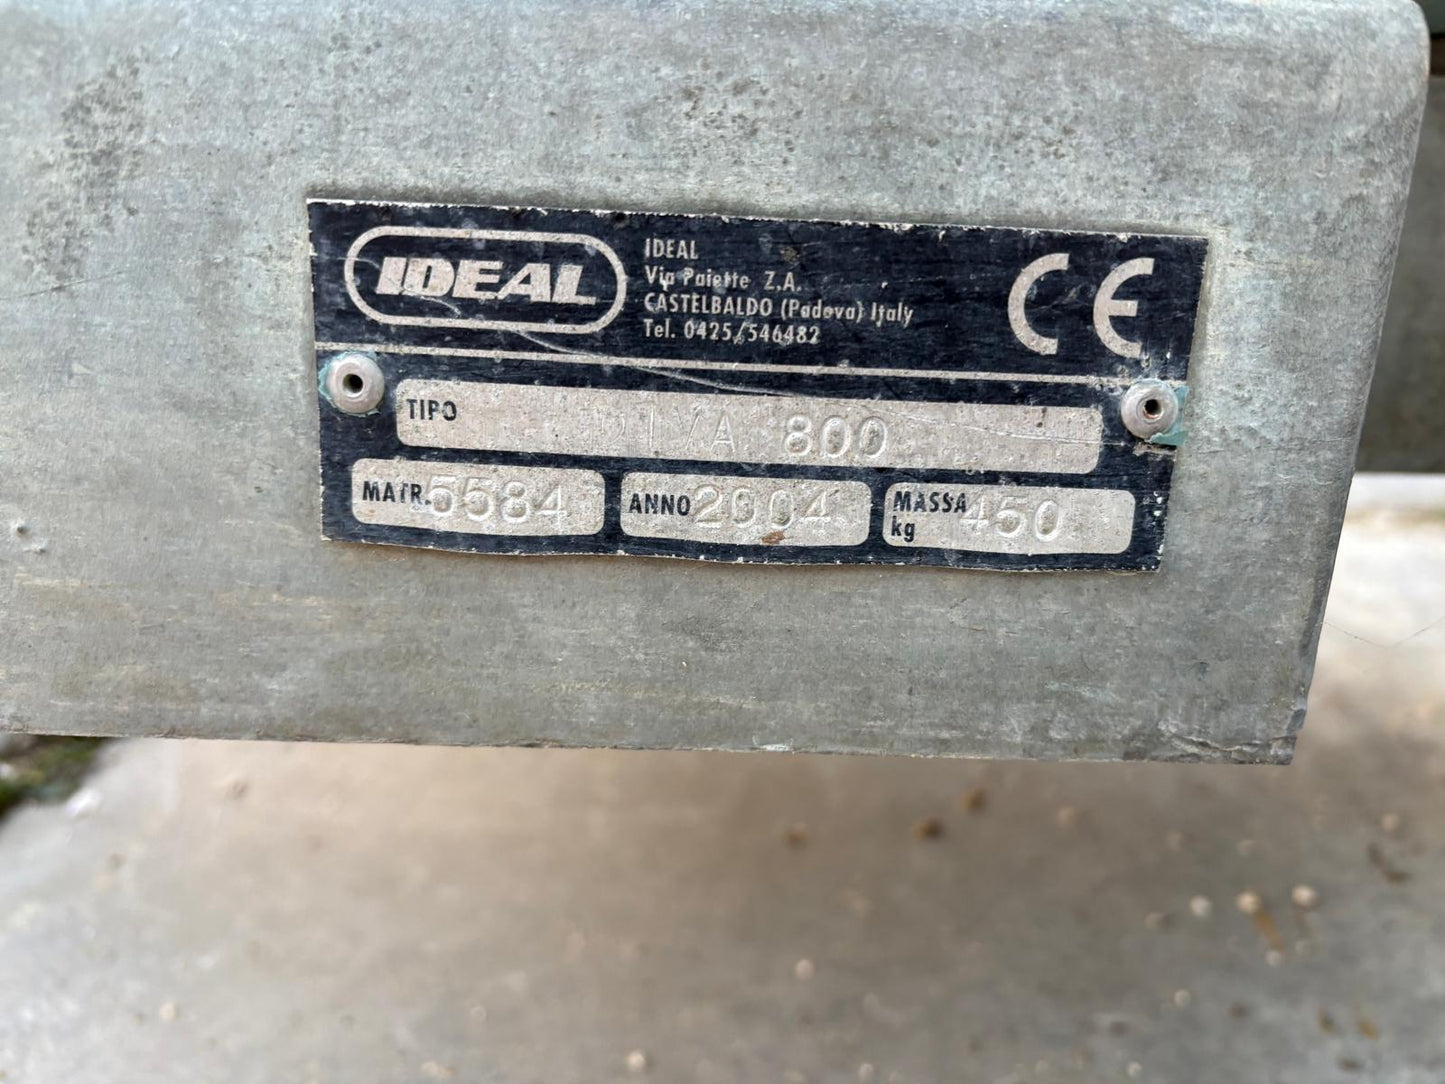 IDEAL
IDEAL
Via Paiette Z.A.
CASTELBALDO (Padova) Italy
Tel. 0425/546482
CE
TIPO DIVA 800
MATR. 5584
ANNO 2004
MASSA kg 450